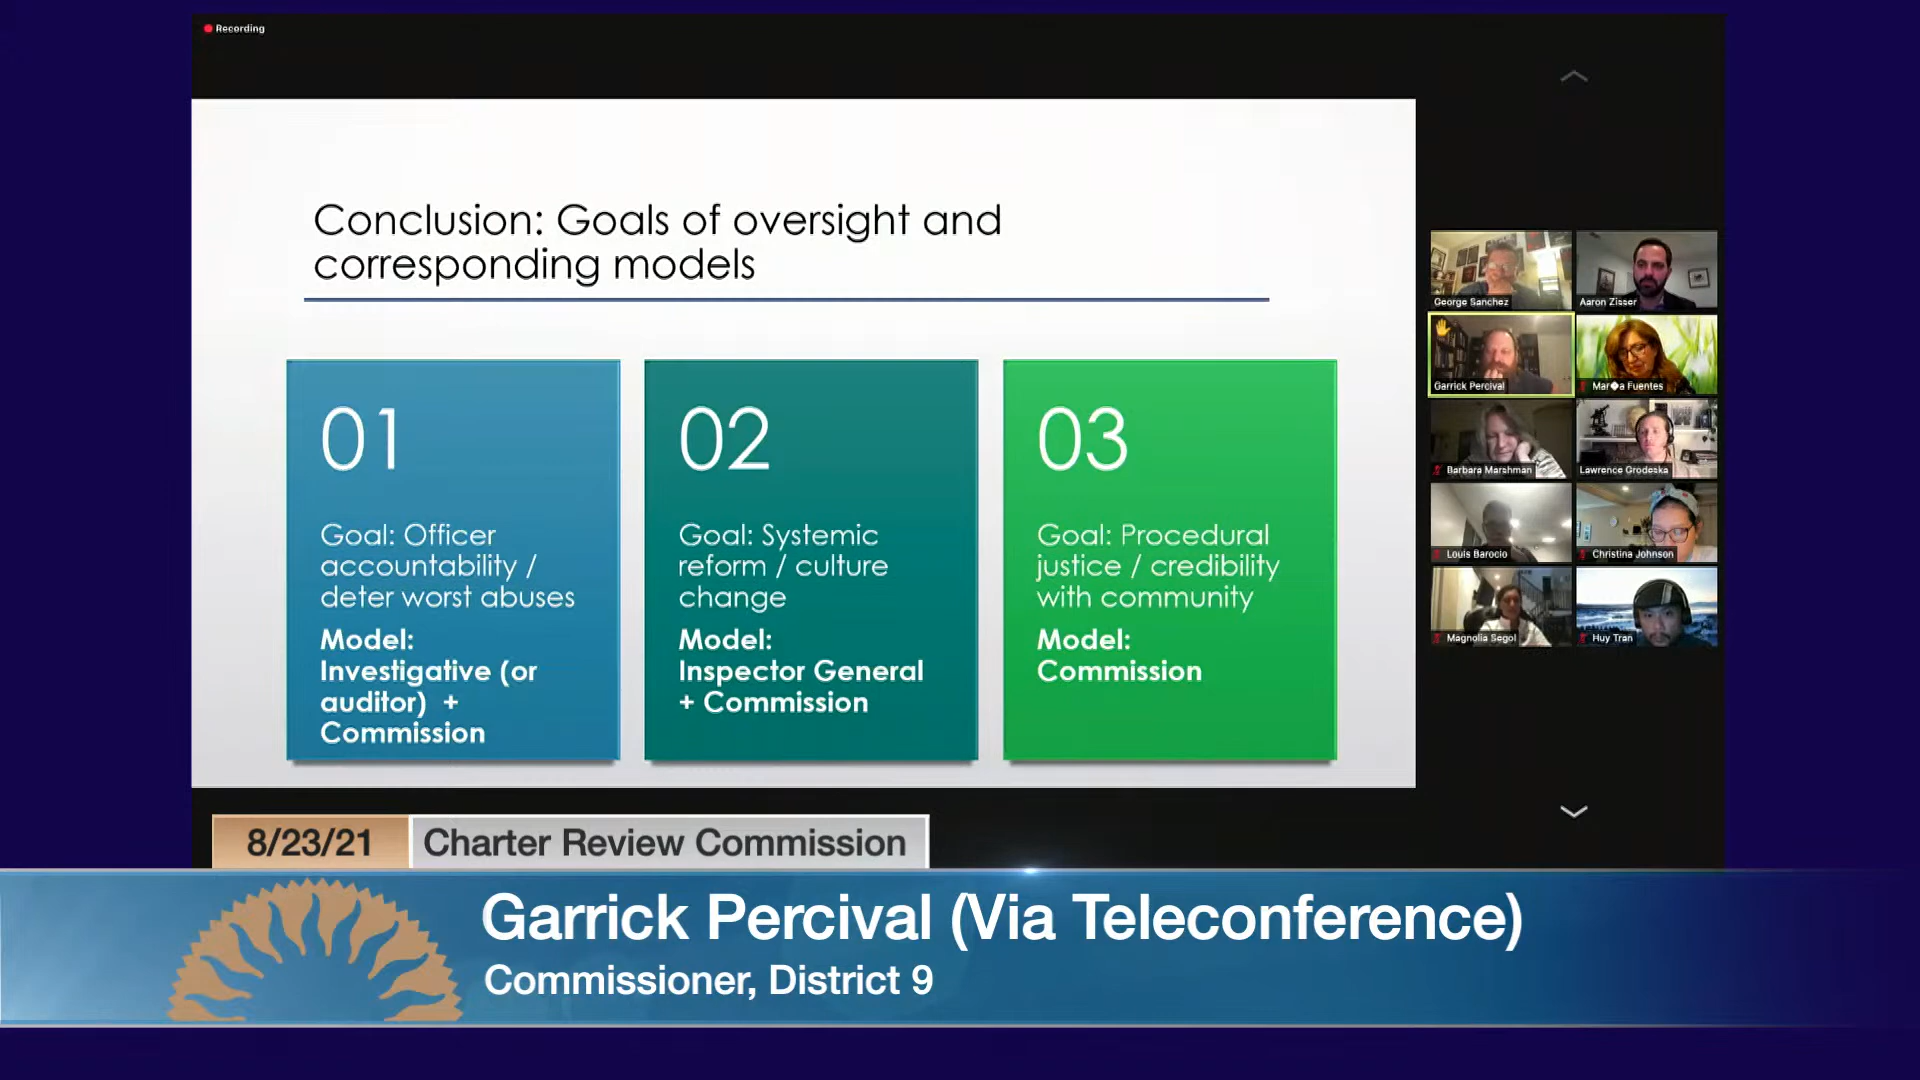 Recording
Conclusion: Goals of oversight and
corresponding models
01
Goal: Officer
accountability /
deter worst abuses
Model:
Investigative (or
auditor) +
Commission
02
Goal: Systemic
reform / culture
change
Model:
Inspector General
+ Commission
03
Goal: Procedural
justice / credibility
with community
Model:
Commission
George Sanchez
Aaron Zisser
Garrick Percival
Mar�a Fuentes
Barbara Marshman
Lawrence Grodeska
Louis Barocio
Christina Johnson
Magnolia Segol
Huy Tran
8/23/21
Charter Review Commission
Garrick Percival (Via Teleconference)
Commissioner, District 9